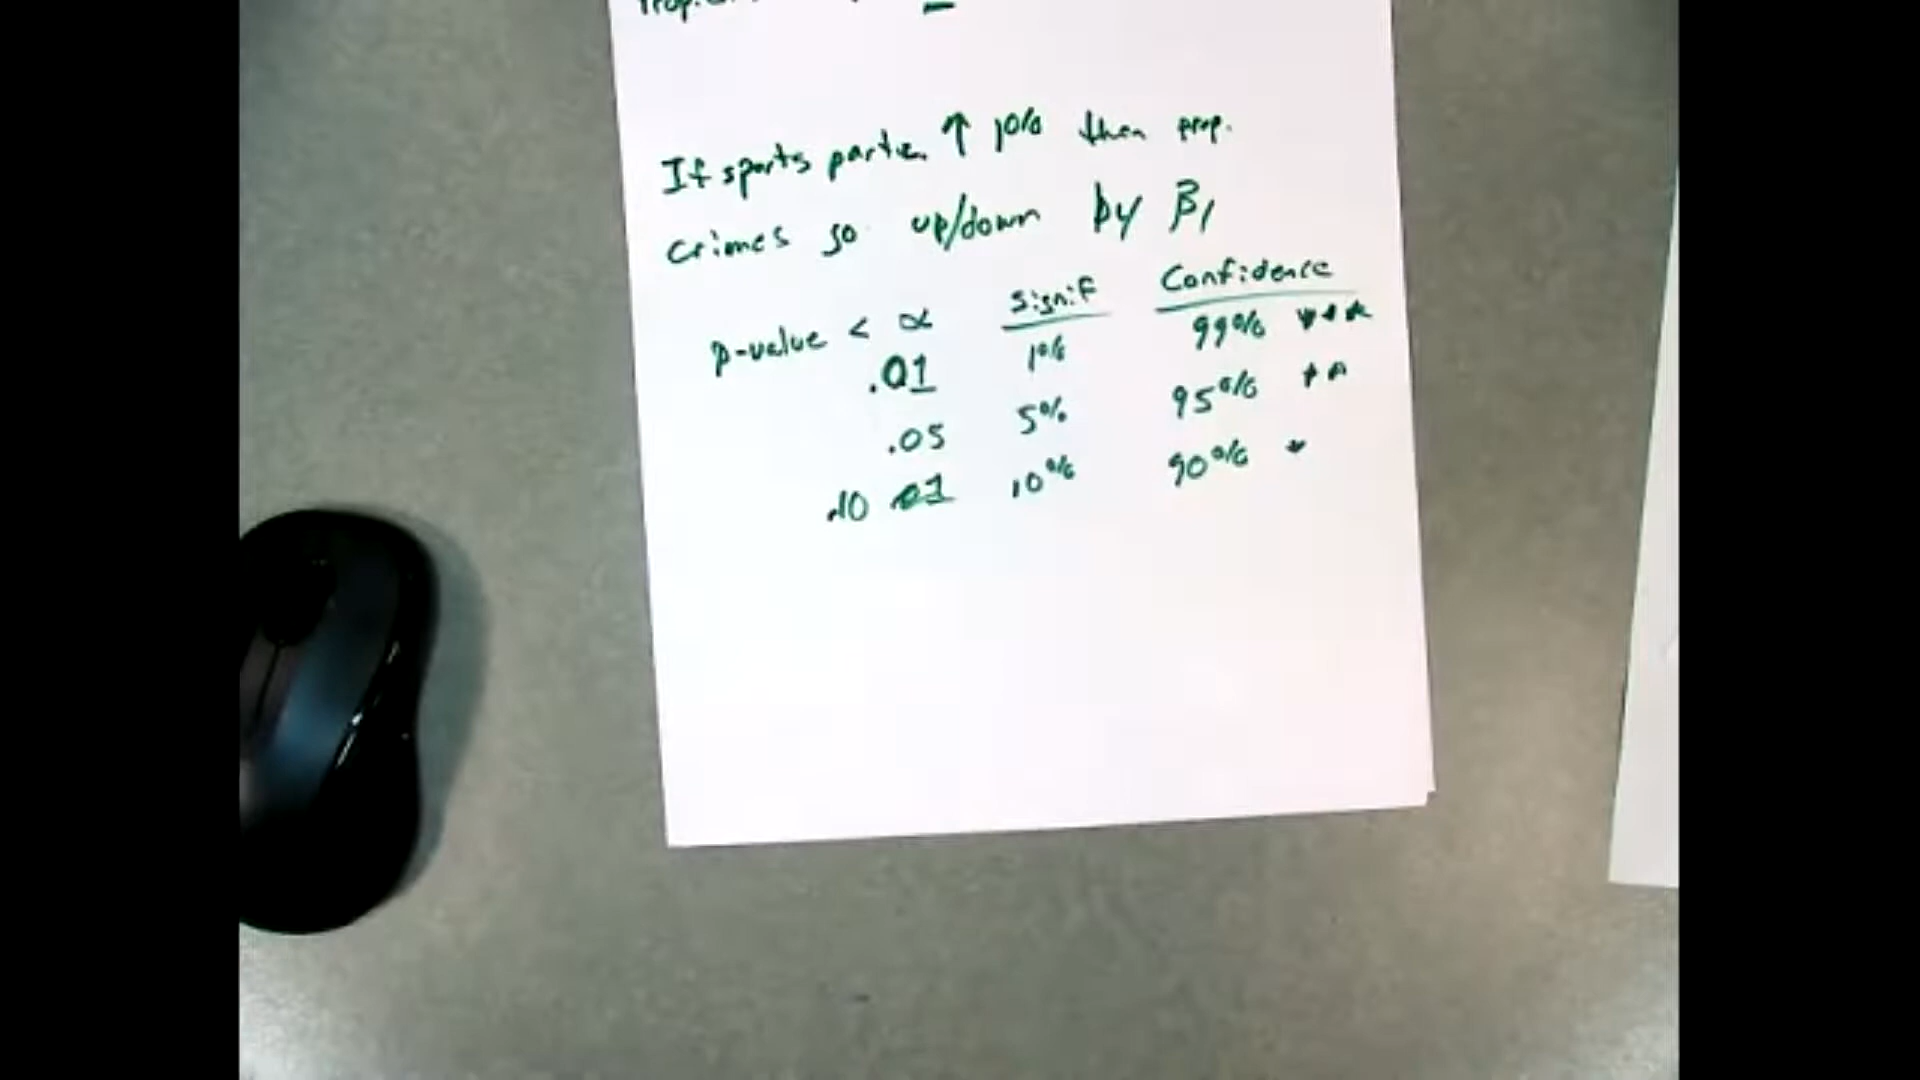 If sports partic. ↑ 10% then prop.
crimes go up/down by β1
p-value < α Signif Confidence
.01 1% 99% ***
.05 5% 95% **
.10 .01 10% 90% *